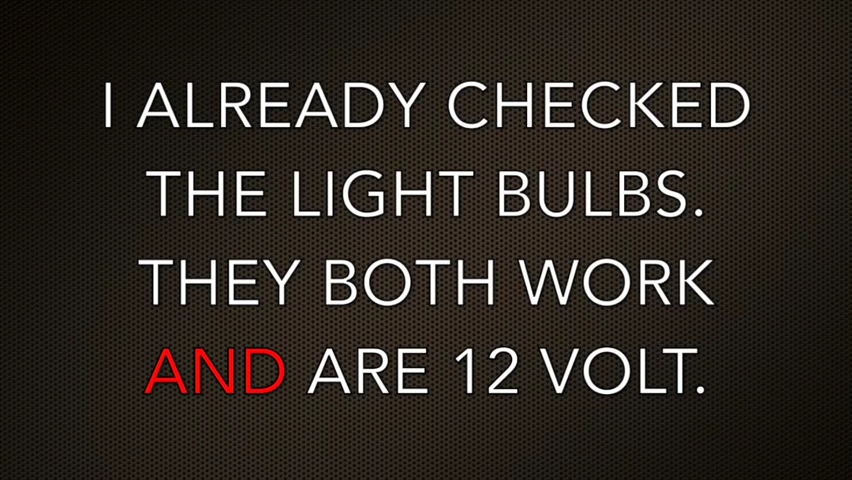 I ALREADY CHECKED
THE LIGHT BULBS.
THEY BOTH WORK
AND ARE 12 VOLT.